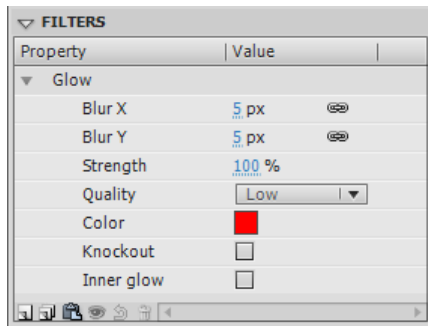 FILTERS
Property Value
Glow
Blur X 5 px
Blur Y 5 px
Strength 100 %
Quality Low
Color
Knockout
Inner glow